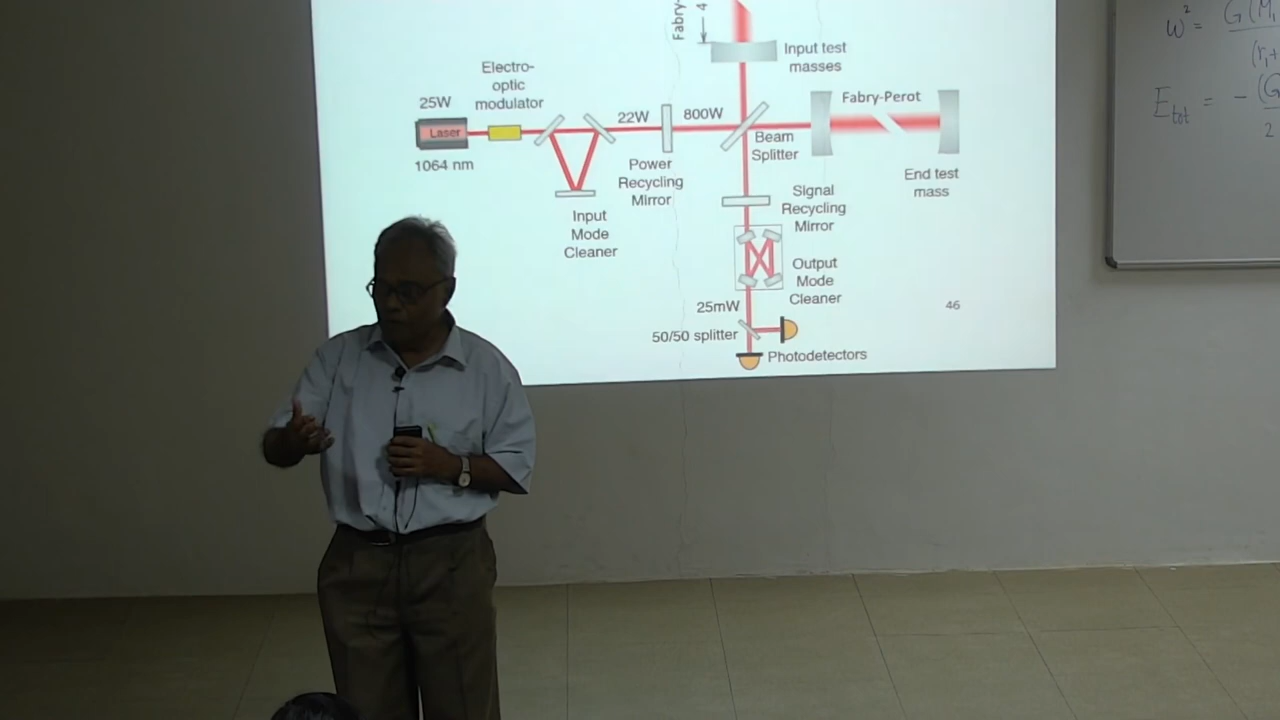 Fabry-
4
Input test
masses
Electro-
optic
modulator
25W
Laser
1064 nm
22W
800W
Fabry-Perot
Beam
Splitter
Power
Recycling
Mirror
End test
mass
Input
Mode
Cleaner
Signal
Recycling
Mirror
Output
Mode
Cleaner
25mW
50/50 splitter
Photodetectors
46
ω² = G(M₁
(r₁+
E_tot = - (G
2